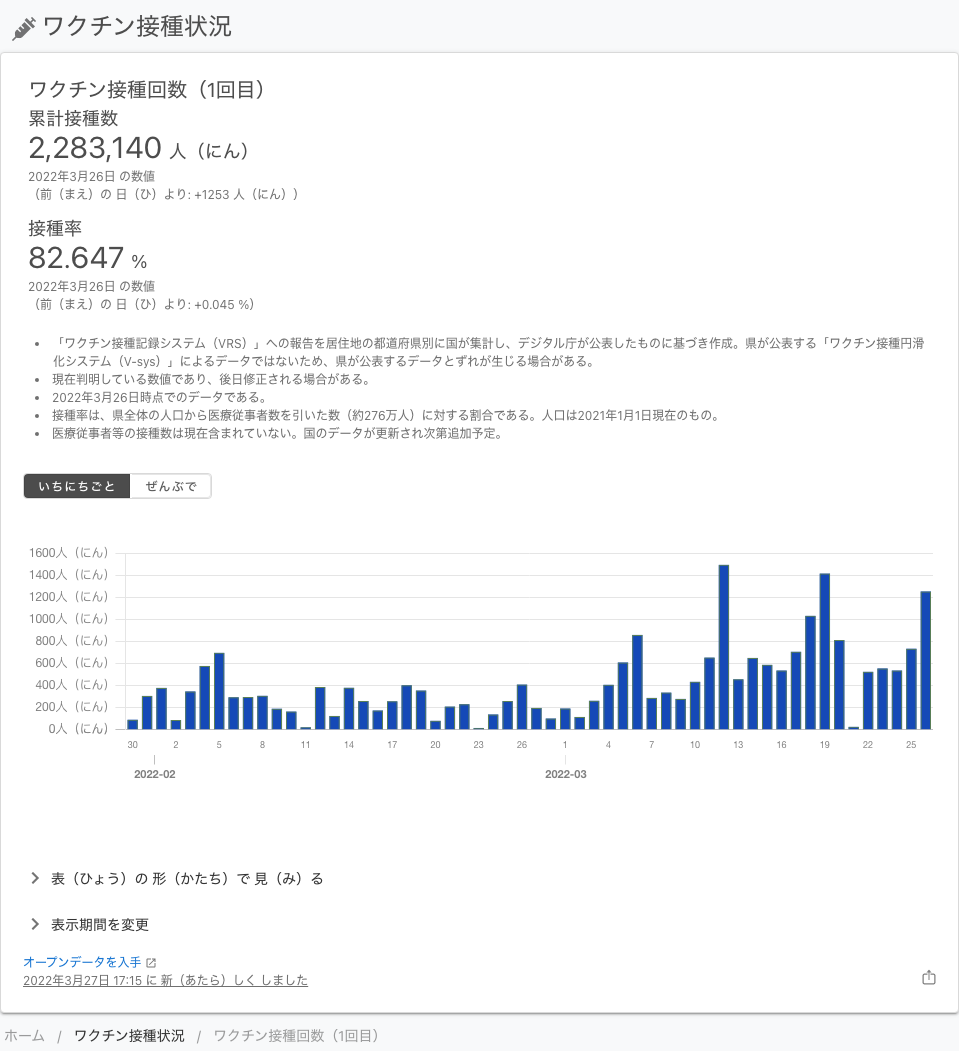 ワクチン接種状況
ワクチン接種回数（1回目）
累計接種数
2,283,140 人（にん）
2022年3月26日 の数値
（前（まえ）の 日（ひ）より: +1253 人（にん））
接種率
82.647 %
2022年3月26日 の数値
（前（まえ）の 日（ひ）より: +0.045 %）
• 「ワクチン接種記録システム（VRS）」への報告を居住地の都道府県別に国が集計し、デジタル庁が公表したものに基づき作成。県が公表する「ワクチン接種円滑
化システム（V-sys）」によるデータではないため、県が公表するデータとずれが生じる場合がある。
• 現在判明している数値であり、後日修正される場合がある。
• 2022年3月26日時点でのデータである。
• 接種率は、県全体の人口から医療従事者数を引いた数（約276万人）に対する割合である。人口は2021年1月1日現在のもの。
• 医療従事者等の接種数は現在含まれていない。国のデータが更新され次第追加予定。
いちにちごと ぜんぶで
1600人（にん）
1400人（にん）
1200人（にん）
1000人（にん）
800人（にん）
600人（にん）
400人（にん）
200人（にん）
0人（にん）
30 2 5 8 11 14 17 20 23 26 1 4 7 10 13 16 19 22 25
2022-02 2022-03
表（ひょう）の 形（かたち）で 見（み）る
表示期間を変更
オープンデータを入手
2022年3月27日 17:15 に 新（あたら）しく しました
ホーム / ワクチン接種状況 / ワクチン接種回数（1回目）